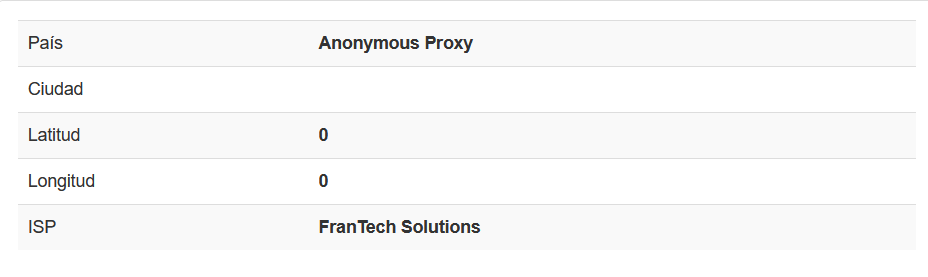 País Anonymous Proxy
Ciudad
Latitud 0
Longitud 0
ISP FranTech Solutions